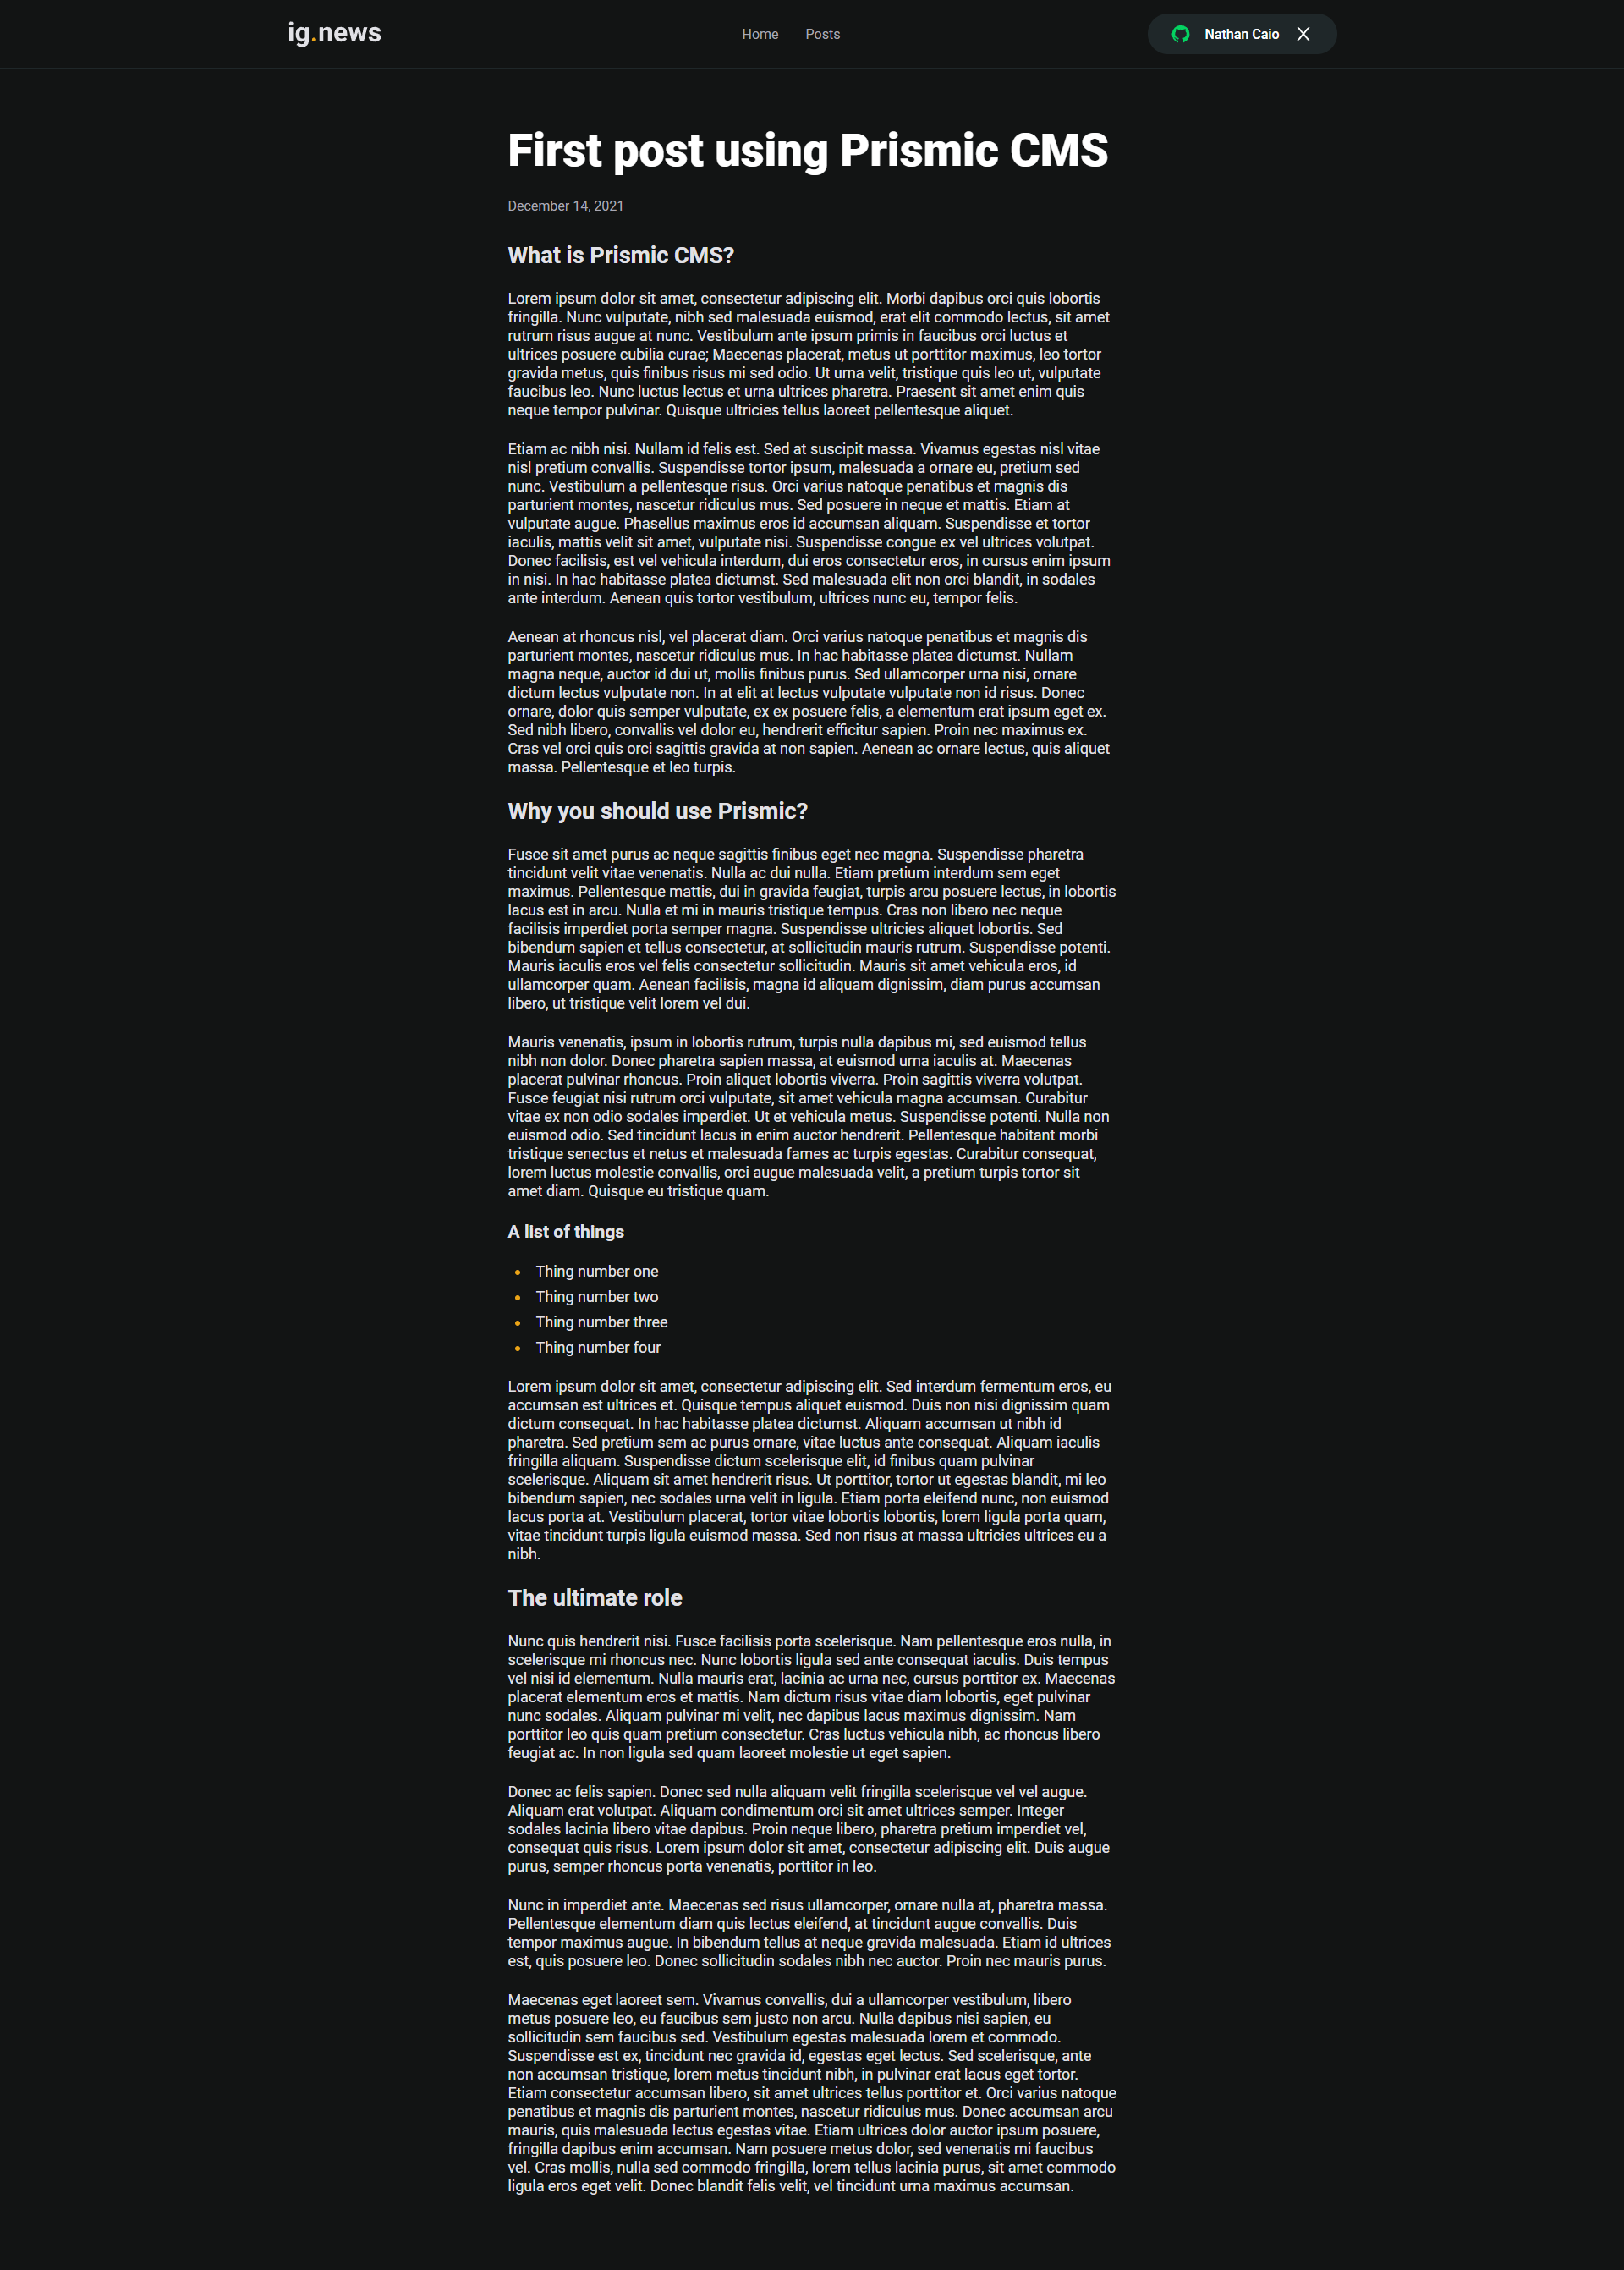 ig.news
Home
Posts
Nathan Caio
First post using Prismic CMS
December 14, 2021
What is Prismic CMS?
Lorem ipsum dolor sit amet, consectetur adipiscing elit. Morbi dapibus orci quis lobortis
fringilla. Nunc vulputate, nibh sed malesuada euismod, erat elit commodo lectus, sit amet
rutrum risus augue at nunc. Vestibulum ante ipsum primis in faucibus orci luctus et
ultrices posuere cubilia curae; Maecenas placerat, metus ut porttitor maximus, leo tortor
gravida metus, quis finibus risus mi sed odio. Ut urna velit, tristique quis leo ut, vulputate
faucibus leo. Nunc luctus lectus et urna ultrices pharetra. Praesent sit amet enim quis
neque tempor pulvinar. Quisque ultricies tellus laoreet pellentesque aliquet.
Etiam ac nibh nisi. Nullam id felis est. Sed at suscipit massa. Vivamus egestas nisl vitae
nisl pretium convallis. Suspendisse tortor ipsum, malesuada a ornare eu, pretium sed
nunc. Vestibulum a pellentesque risus. Orci varius natoque penatibus et magnis dis
parturient montes, nascetur ridiculus mus. Sed posuere in neque et mattis. Etiam at
vulputate augue. Phasellus maximus eros id accumsan aliquam. Suspendisse et tortor
iaculis, mattis velit sit amet, vulputate nisi. Suspendisse congue ex vel ultrices volutpat.
Donec facilisis, est vel vehicula interdum, dui eros consectetur eros, in cursus enim ipsum
in nisi. In hac habitasse platea dictumst. Sed malesuada elit non orci blandit, in sodales
ante interdum. Aenean quis tortor vestibulum, ultrices nunc eu, tempor felis.
Aenean at rhoncus nisl, vel placerat diam. Orci varius natoque penatibus et magnis dis
parturient montes, nascetur ridiculus mus. In hac habitasse platea dictumst. Nullam
magna neque, auctor id dui ut, mollis finibus purus. Sed ullamcorper urna nisi, ornare
dictum lectus vulputate non. In at elit at lectus vulputate vulputate non id risus. Donec
ornare, dolor quis semper vulputate, ex ex posuere felis, a elementum erat ipsum eget ex.
Sed nibh libero, convallis vel dolor eu, hendrerit efficitur sapien. Proin nec maximus ex.
Cras vel orci quis orci sagittis gravida at non sapien. Aenean ac ornare lectus, quis aliquet
massa. Pellentesque et leo turpis.
Why you should use Prismic?
Fusce sit amet purus ac neque sagittis finibus eget nec magna. Suspendisse pharetra
tincidunt velit vitae venenatis. Nulla ac dui nulla. Etiam pretium interdum sem eget
maximus. Pellentesque mattis, dui in gravida feugiat, turpis arcu posuere lectus, in lobortis
lacus est in arcu. Nulla et mi in mauris tristique tempus. Cras non libero nec neque
facilisis imperdiet porta semper magna. Suspendisse ultricies aliquet lobortis. Sed
bibendum sapien et tellus consectetur, at sollicitudin mauris rutrum. Suspendisse potenti.
Mauris iaculis eros vel felis consectetur sollicitudin. Mauris sit amet vehicula eros, id
ullamcorper quam. Aenean facilisis, magna id aliquam dignissim, diam purus accumsan
libero, ut tristique velit lorem vel dui.
Mauris venenatis, ipsum in lobortis rutrum, turpis nulla dapibus mi, sed euismod tellus
nibh non dolor. Donec pharetra sapien massa, at euismod urna iaculis at. Maecenas
placerat pulvinar rhoncus. Proin aliquet lobortis viverra. Proin sagittis viverra volutpat.
Fusce feugiat nisi rutrum orci vulputate, sit amet vehicula magna accumsan. Curabitur
vitae ex non odio sodales imperdiet. Ut et vehicula metus. Suspendisse potenti. Nulla non
euismod odio. Sed tincidunt lacus in enim auctor hendrerit. Pellentesque habitant morbi
tristique senectus et netus et malesuada fames ac turpis egestas. Curabitur consequat,
lorem luctus molestie convallis, orci augue malesuada velit, a pretium turpis tortor sit
amet diam. Quisque eu tristique quam.
A list of things
Thing number one
Thing number two
Thing number three
Thing number four
Lorem ipsum dolor sit amet, consectetur adipiscing elit. Sed interdum fermentum eros, eu
accumsan est ultrices et. Quisque tempus aliquet euismod. Duis non nisi dignissim quam
dictum consequat. In hac habitasse platea dictumst. Aliquam accumsan ut nibh id
pharetra. Sed pretium sem ac purus ornare, vitae luctus ante consequat. Aliquam iaculis
fringilla aliquam. Suspendisse dictum scelerisque elit, id finibus quam pulvinar
scelerisque. Aliquam sit amet hendrerit risus. Ut porttitor, tortor ut egestas blandit, mi leo
bibendum sapien, nec sodales urna velit in ligula. Etiam porta eleifend nunc, non euismod
lacus porta at. Vestibulum placerat, tortor vitae lobortis lobortis, lorem ligula porta quam,
vitae tincidunt turpis ligula euismod massa. Sed non risus at massa ultricies ultrices eu a
nibh.
The ultimate role
Nunc quis hendrerit nisi. Fusce facilisis porta scelerisque. Nam pellentesque eros nulla, in
scelerisque mi rhoncus nec. Nunc lobortis ligula sed ante consequat iaculis. Duis tempus
vel nisi id elementum. Nulla mauris erat, lacinia ac urna nec, cursus porttitor ex. Maecenas
placerat elementum eros et mattis. Nam dictum risus vitae diam lobortis, eget pulvinar
nunc sodales. Aliquam pulvinar mi velit, nec dapibus lacus maximus dignissim. Nam
porttitor leo quis quam pretium consectetur. Cras luctus vehicula nibh, ac rhoncus libero
feugiat ac. In non ligula sed quam laoreet molestie ut eget sapien.
Donec ac felis sapien. Donec sed nulla aliquam velit fringilla scelerisque vel vel augue.
Aliquam erat volutpat. Aliquam condimentum orci sit amet ultrices semper. Integer
sodales lacinia libero vitae dapibus. Proin neque libero, pharetra pretium imperdiet vel,
consequat quis risus. Lorem ipsum dolor sit amet, consectetur adipiscing elit. Duis augue
purus, semper rhoncus porta venenatis, porttitor in leo.
Nunc in imperdiet ante. Maecenas sed risus ullamcorper, ornare nulla at, pharetra massa.
Pellentesque elementum diam quis lectus eleifend, at tincidunt augue convallis. Duis
tempor maximus augue. In bibendum tellus at neque gravida malesuada. Etiam id ultrices
est, quis posuere leo. Donec sollicitudin sodales nibh nec auctor. Proin nec mauris purus.
Maecenas eget laoreet sem. Vivamus convallis, dui a ullamcorper vestibulum, libero
metus posuere leo, eu faucibus sem justo non arcu. Nulla dapibus nisi sapien, eu
sollicitudin sem faucibus sed. Vestibulum egestas malesuada lorem et commodo.
Suspendisse est ex, tincidunt nec gravida id, egestas eget lectus. Sed scelerisque, ante
non accumsan tristique, lorem metus tincidunt nibh, in pulvinar erat lacus eget tortor.
Etiam consectetur accumsan libero, sit amet ultrices tellus porttitor et. Orci varius natoque
penatibus et magnis dis parturient montes, nascetur ridiculus mus. Donec accumsan arcu
mauris, quis malesuada lectus egestas vitae. Etiam ultrices dolor auctor ipsum posuere,
fringilla dapibus enim accumsan. Nam posuere metus dolor, sed venenatis mi faucibus
vel. Cras mollis, nulla sed commodo fringilla, lorem tellus lacinia purus, sit amet commodo
ligula eros eget velit. Donec blandit felis velit, vel tincidunt urna maximus accumsan.